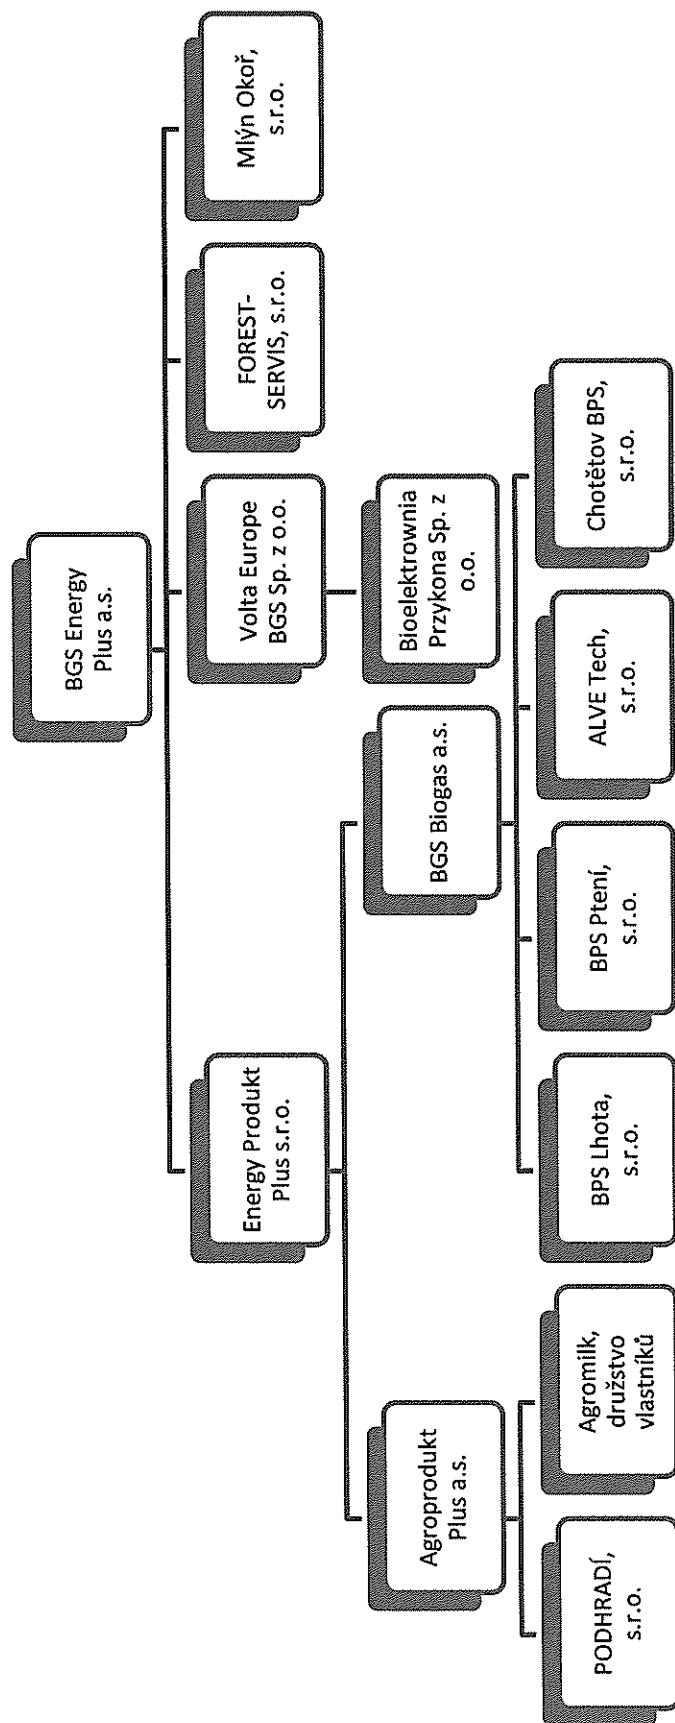 BGS Energy
Plus a.s.
Energy Produkt
Plus s.r.o.
Volta Europe
BGS Sp. z o.o.
FOREST-
SERVIS, s.r.o.
Mlýn Okoř,
s.r.o.
Agroprodukt
Plus a.s.
BGS Biogas a.s.
Bioelektrownia
Przykona Sp. z
o.o.
PODHRADÍ,
s.r.o.
Agromilk,
družstvo
vlastníků
BPS Lhota,
s.r.o.
BPS Ptení,
s.r.o.
ALVE Tech,
s.r.o.
Chotětov BPS,
s.r.o.